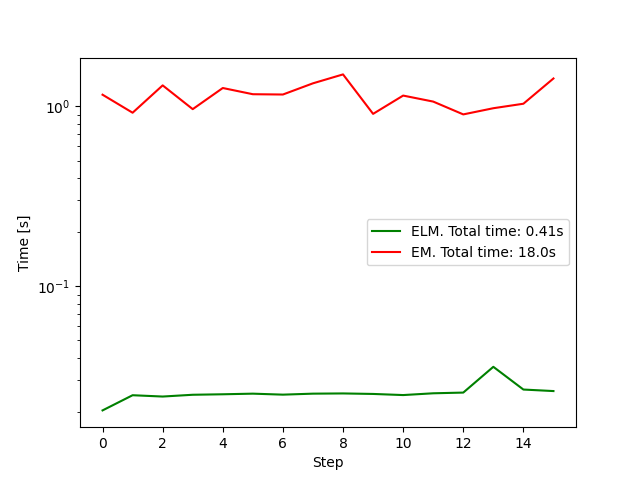 10^0
10^-1
Time [s]
ELM. Total time: 0.41s
EM. Total time: 18.0s
0 2 4 6 8 10 12 14
Step